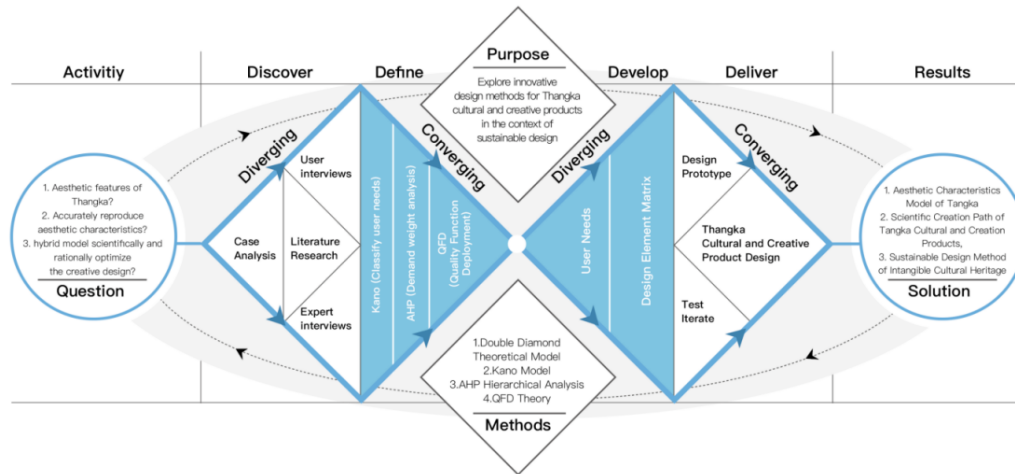 Activitiy
Discover
Define
Purpose
Explore innovative
design methods for Thangka
cultural and creative products
in the context of
sustainable design
Develop
Deliver
Results
Diverging
Converging
Diverging
Converging
1. Aesthetic features of
Thangka?
2. Accurately reproduce
aesthetic characteristics?
3. hybrid model scientifically and
rationally optimize
the creative design?
Question
User
interviews
Case
Analysis
Literature
Research
Expert
interviews
Kano (Classify user needs)
AHP (Demand weight analysis)
QFD
(Quality Function
Deployment)
User Needs
Design Element Matrix
Design
Prototype
Thangka
Cultural and Creative
Product Design
Test
Iterate
1. Aesthetic Characteristics
Model of Tangka
2. Scientific Creation Path of
Tangka Cultural and Creation
Products,
3. Sustainable Design Method
of Intangible Cultural Heritage
Solution
1.Double Diamond
Theoretical Model
2.Kano Model
3.AHP Hierarchical Analysis
4.QFD Theory
Methods